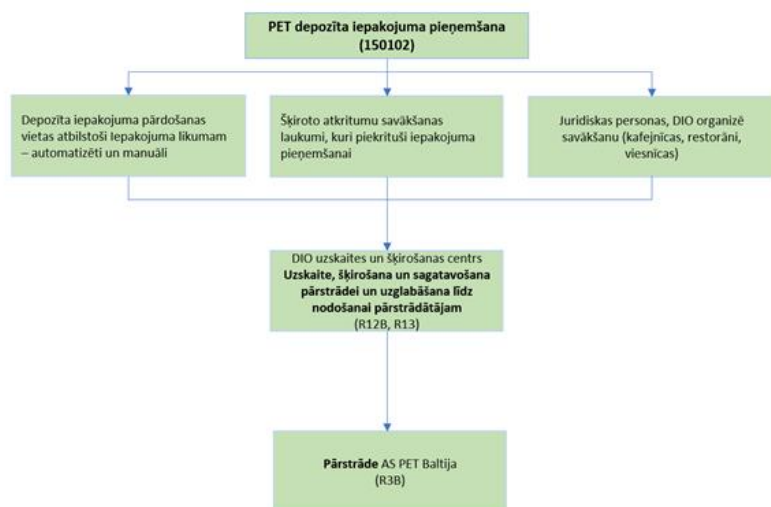 PET depozīta iepakojuma pieņemšana
(150102)
Depozīta iepakojuma pārdošanas
vietas atbilstoši Iepakojuma likumam
– automatizēti un manuāli
Šķiroto atkritumu savākšanas
laukumi, kuri piekrituši iepakojuma
pieņemšanai
Juridiskas personas, DIO organizē
savākšanu (kafejnīcas, restorāni,
viesnīcas)
DIO uzskaites un šķirošanas centrs
Uzskaite, šķirošana un sagatavošana
pārstrādei un uzglabāšana līdz
nodošanai pārstrādātājam
(R12B, R13)
Pārstrāde AS PET Baltija
(R3B)